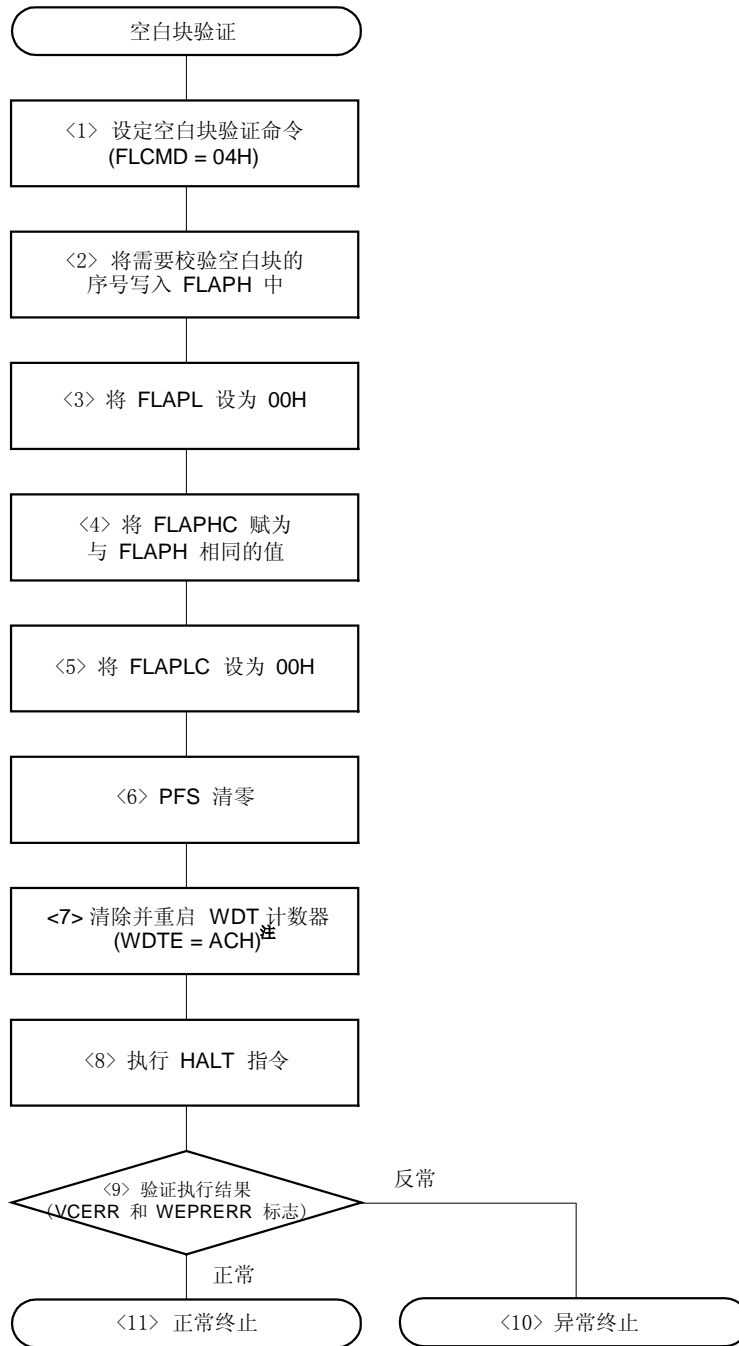 空白块验证
<1> 设定空白块验证命令
(FLCMD = 04H)
<2> 将需要校验空白块的
序号写入 FLAPH 中
<3> 将 FLAPL 设为 00H
<4> 将 FLAPHC 赋为
与 FLAPH 相同的值
<5> 将 FLAPLC 设为 00H
<6> PFS 清零
<7> 清除并重启 WDT 计数器
(WDTE = ACH)注
<8> 执行 HALT 指令
<9> 验证执行结果
(VCERR 和 WEPRERR 标志)
反常
正常
<11> 正常终止
<10> 异常终止